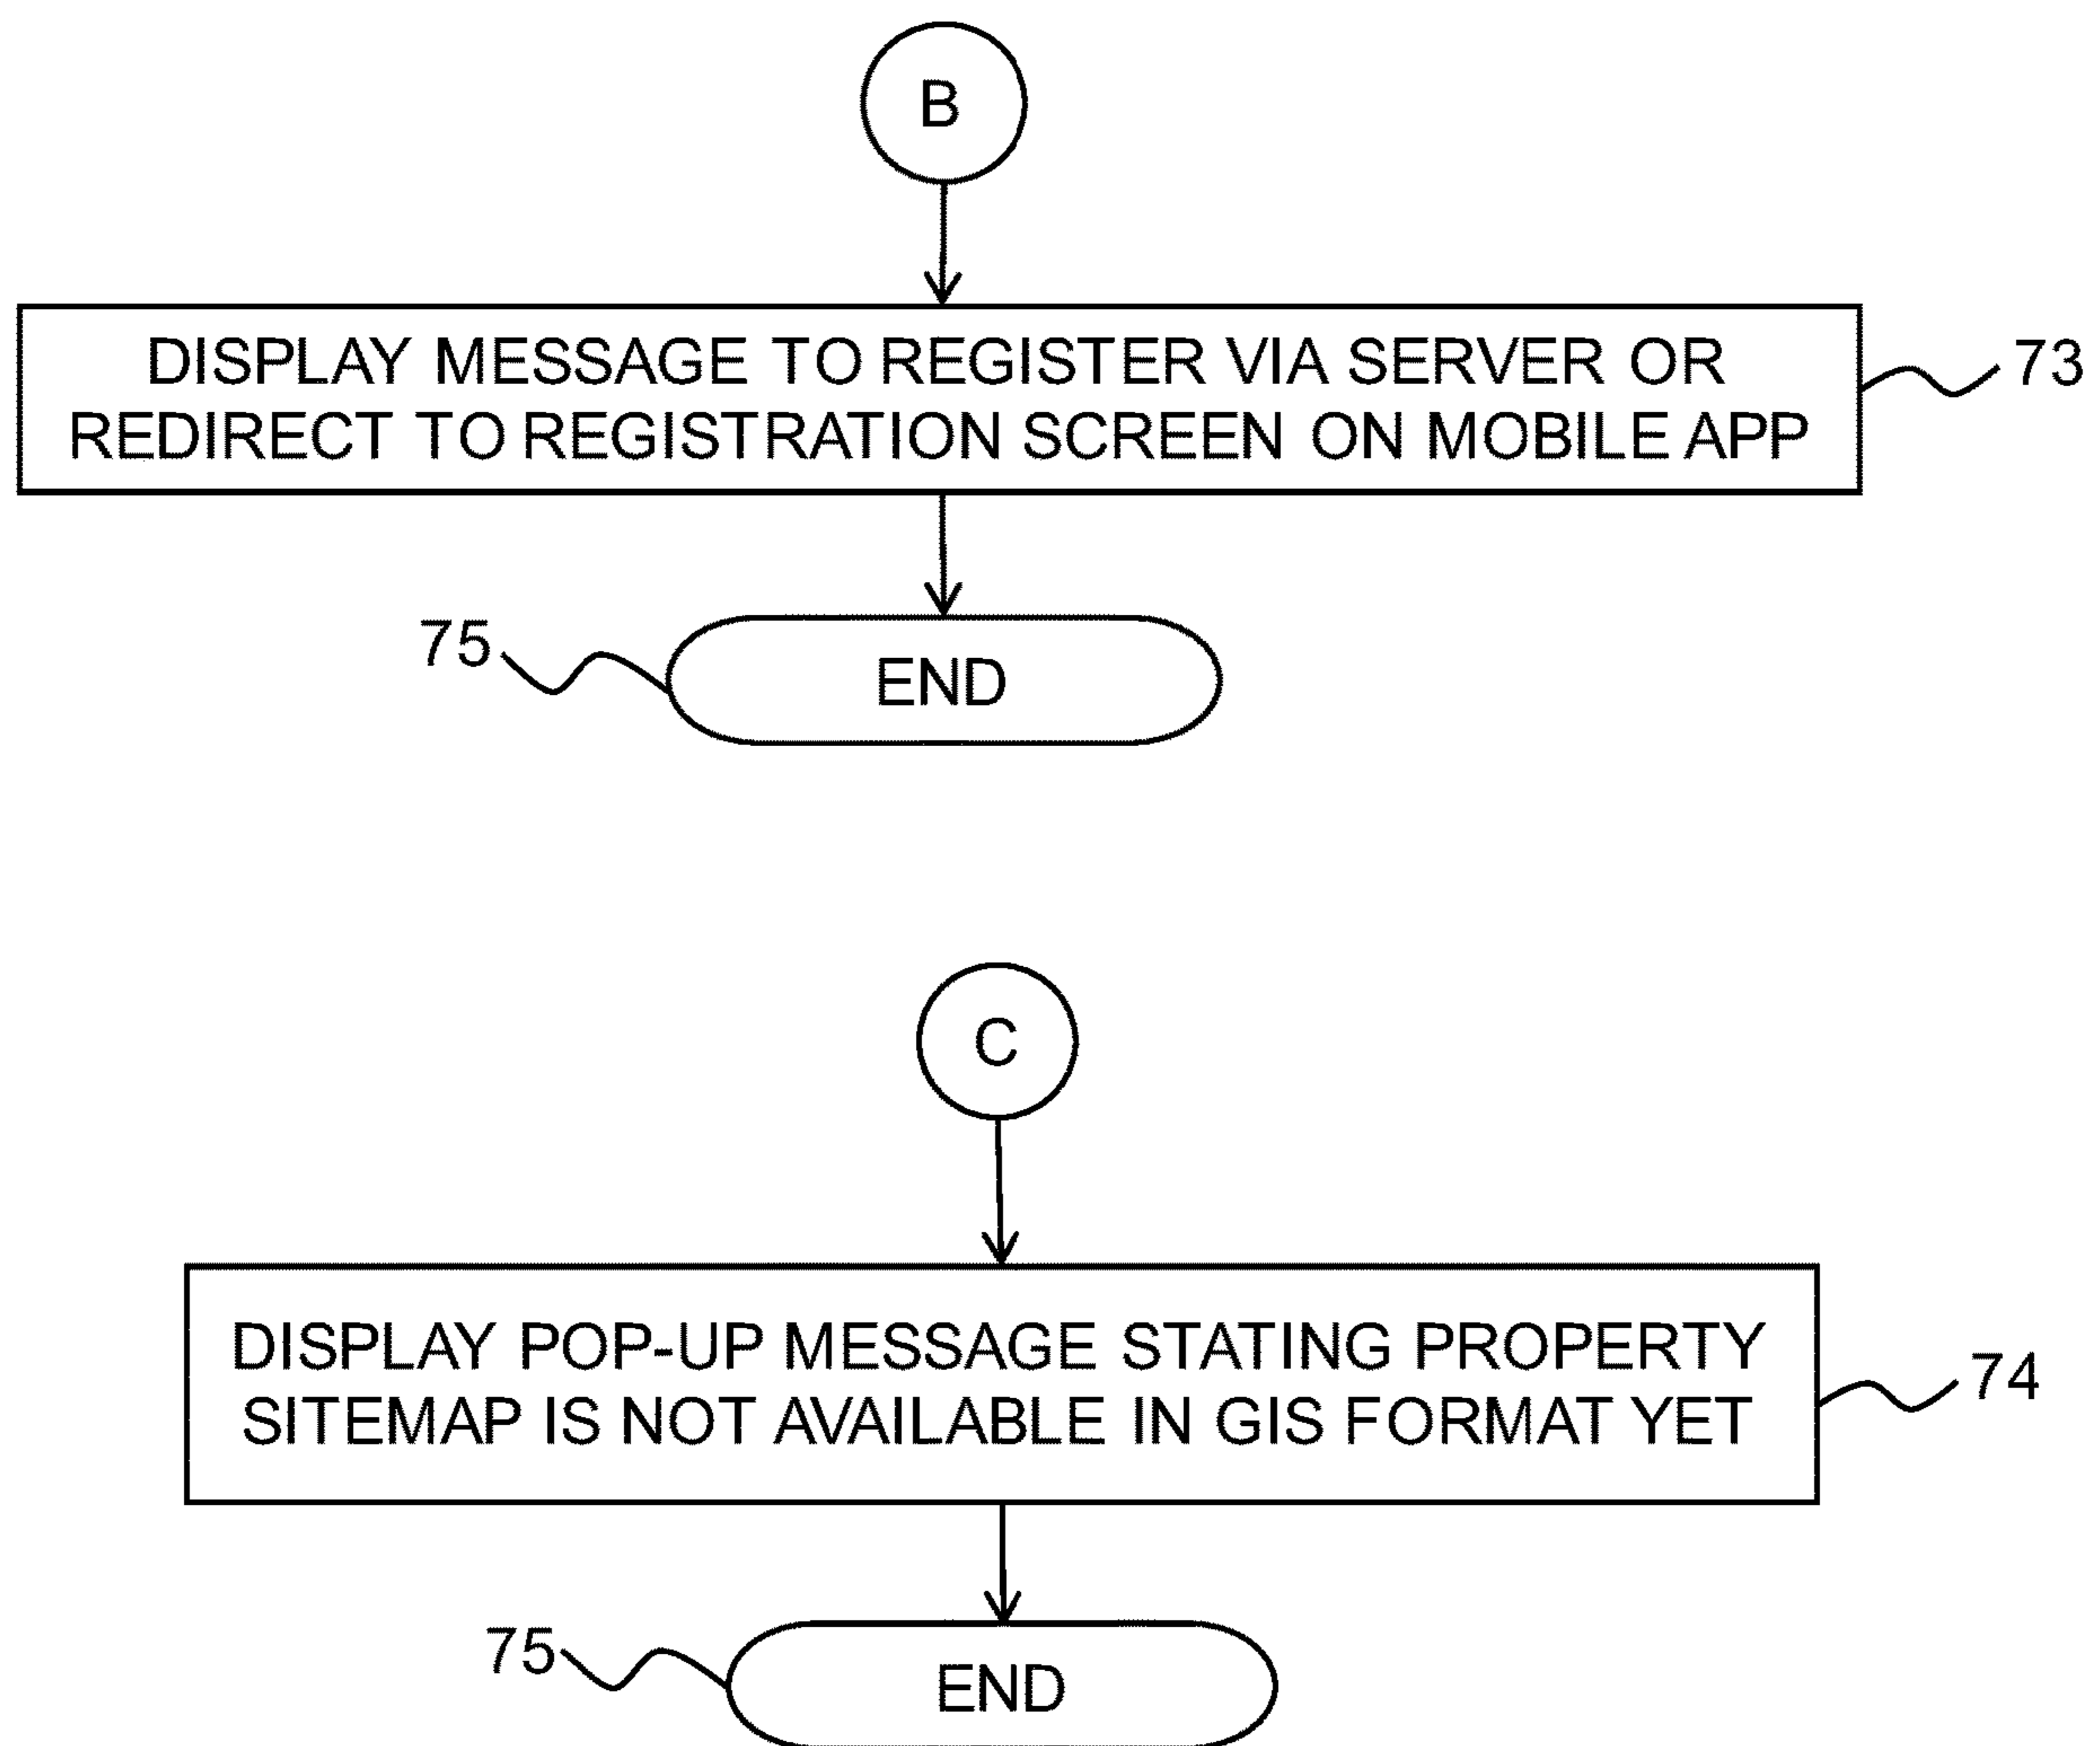 B
DISPLAY MESSAGE TO REGISTER VIA SERVER OR
REDIRECT TO REGISTRATION SCREEN ON MOBILE APP
73
75
END
C
DISPLAY POP-UP MESSAGE STATING PROPERTY
SITEMAP IS NOT AVAILABLE IN GIS FORMAT YET
74
75
END